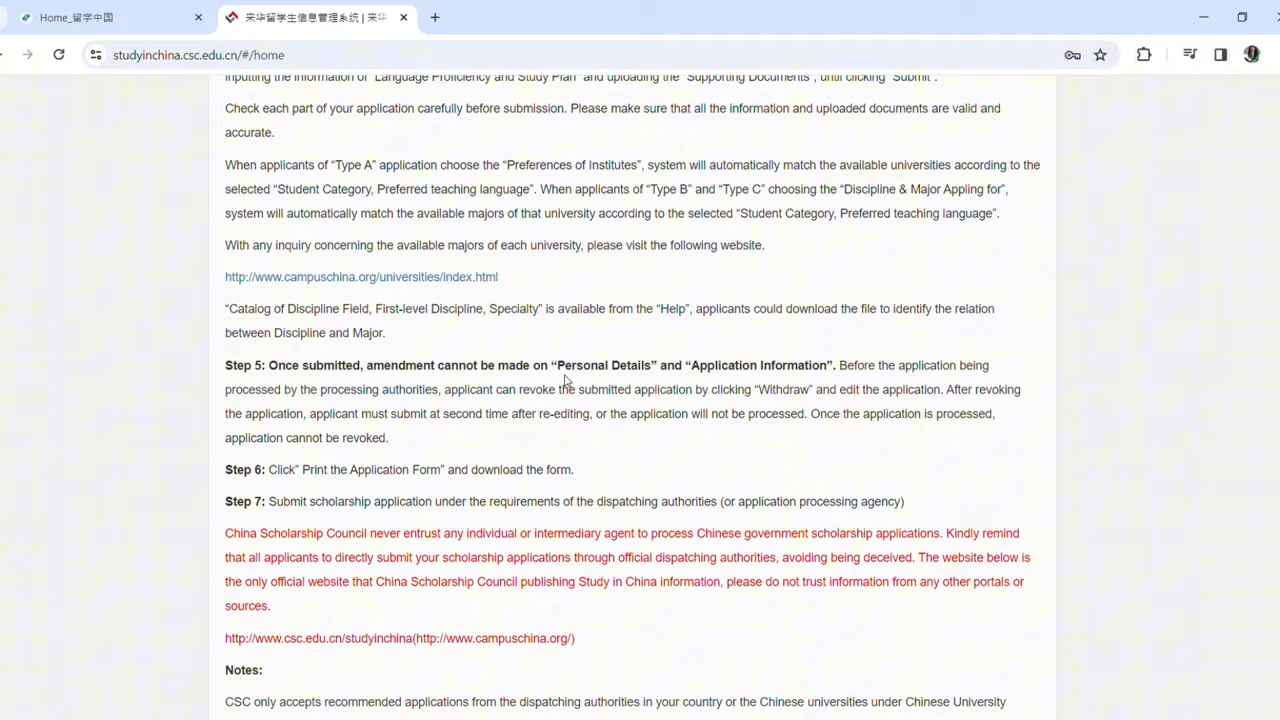 Home_留学中国
来华留学生信息管理系统 | 来华
studyinchina.csc.edu.cn/#/home
inputting the information of "Language Proficiency and Study Plan" and uploading the "Supporting Documents", until clicking "Submit".
Check each part of your application carefully before submission. Please make sure that all the information and uploaded documents are valid and
accurate.
When applicants of “Type A” application choose the “Preferences of Institutes”, system will automatically match the available universities according to the
selected “Student Category, Preferred teaching language”. When applicants of “Type B” and “Type C” choosing the “Discipline & Major Appling for”,
system will automatically match the available majors of that university according to the selected “Student Category, Preferred teaching language”.
With any inquiry concerning the available majors of each university, please visit the following website.
http://www.campuschina.org/universities/index.html
“Catalog of Discipline Field, First-level Discipline, Specialty” is available from the “Help”, applicants could download the file to identify the relation
between Discipline and Major.
Step 5: Once submitted, amendment cannot be made on “Personal Details” and “Application Information”. Before the application being
processed by the processing authorities, applicant can revoke the submitted application by clicking “Withdraw” and edit the application. After revoking
the application, applicant must submit at second time after re-editing, or the application will not be processed. Once the application is processed,
application cannot be revoked.
Step 6: Click” Print the Application Form” and download the form.
Step 7: Submit scholarship application under the requirements of the dispatching authorities (or application processing agency)
China Scholarship Council never entrust any individual or intermediary agent to process Chinese government scholarship applications. Kindly remind
that all applicants to directly submit your scholarship applications through official dispatching authorities, avoiding being deceived. The website below is
the only official website that China Scholarship Council publishing Study in China information, please do not trust information from any other portals or
sources.
http://www.csc.edu.cn/studyinchina(http://www.campuschina.org/)
Notes:
CSC only accepts recommended applications from the dispatching authorities in your country or the Chinese universities under Chinese University